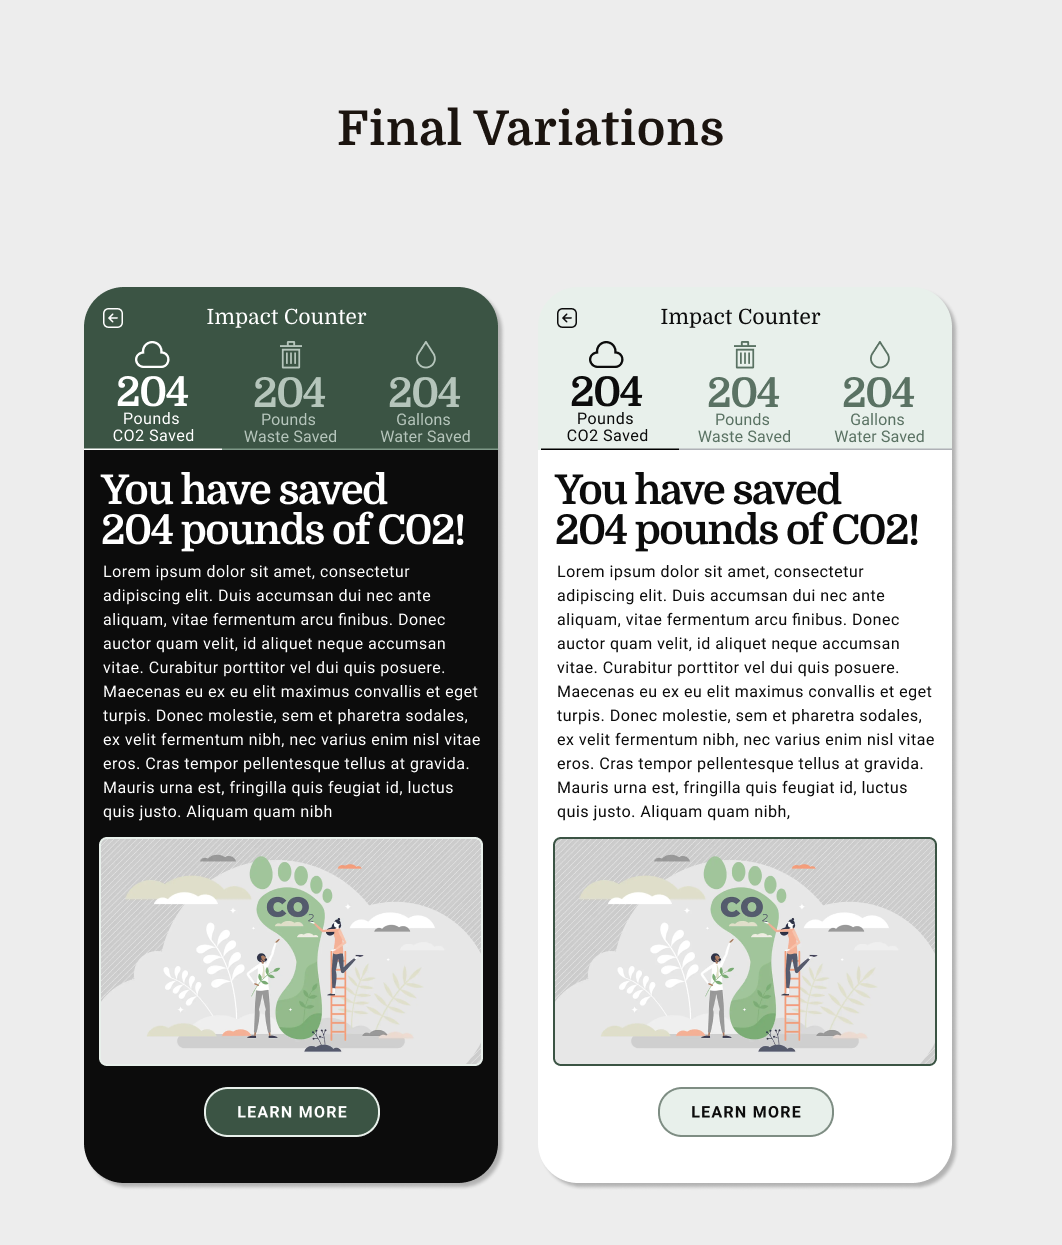 Final Variations
Impact Counter
204
Pounds
CO2 Saved
204
Pounds
Waste Saved
204
Gallons
Water Saved
You have saved
204 pounds of CO2!
Lorem ipsum dolor sit amet, consectetur
adipiscing elit. Duis accumsan dui nec ante
aliquam, vitae fermentum arcu finibus. Donec
auctor quam velit, id aliquet neque accumsan
vitae. Curabitur porttitor vel dui quis posuere.
Maecenas eu ex eu elit maximus convallis et eget
turpis. Donec molestie, sem et pharetra sodales,
ex velit fermentum nibh, nec varius enim nisl vitae
eros. Cras tempor pellentesque tellus at gravida.
Mauris urna est, fringilla quis feugiat id, luctus
quis justo. Aliquam quam nibh
CO2
LEARN MORE
Impact Counter
204
Pounds
CO2 Saved
204
Pounds
Waste Saved
204
Gallons
Water Saved
You have saved
204 pounds of CO2!
Lorem ipsum dolor sit amet, consectetur
adipiscing elit. Duis accumsan dui nec ante
aliquam, vitae fermentum arcu finibus. Donec
auctor quam velit, id aliquet neque accumsan
vitae. Curabitur porttitor vel dui quis posuere.
Maecenas eu ex eu elit maximus convallis et eget
turpis. Donec molestie, sem et pharetra sodales,
ex velit fermentum nibh, nec varius enim nisl vitae
eros. Cras tempor pellentesque tellus at gravida.
Mauris urna est, fringilla quis feugiat id, luctus
quis justo. Aliquam quam nibh,
CO2
LEARN MORE